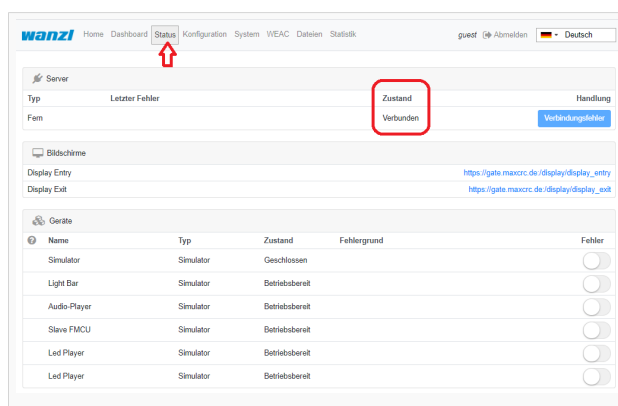 wanzl Home Dashboard Status Konfiguration System WEAC Dateien Statistik guest Abmelden Deutsch
Server
Typ Letzter Fehler Zustand Handlung
Fern Verbunden Verbindungsfehler
Bildschirme
Display Entry https://gate.maxcrc.de:/display/display_entry
Display Exit https://gate.maxcrc.de:/display/display_exit
Geräte
? Name Typ Zustand Fehlergrund Fehler
Simulator Simulator Geschlossen
Light Bar Simulator Betriebsbereit
Audio-Player Simulator Betriebsbereit
Slave FMCU Simulator Betriebsbereit
Led Player Simulator Betriebsbereit
Led Player Simulator Betriebsbereit